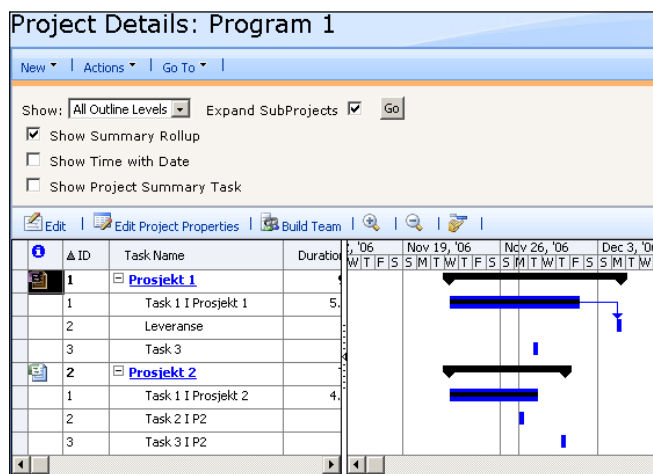 Project Details: Program 1
New Actions Go To
Show: All Outline Levels Expand SubProjects Go
Show Summary Rollup
Show Time with Date
Show Project Summary Task
Edit Edit Project Properties Build Team
ID Task Name Duration , '06 Nov 19, '06 Nov 26, '06 Dec 3, '0
W T F S S M T W T F S S M T W T F S S M T W
1 Prosjekt 1
1 Task 1 I Prosjekt 1 5.
2 Leveranse
3 Task 3
2 Prosjekt 2
1 Task 1 I Prosjekt 2 4.
2 Task 2 I P2
3 Task 3 I P2